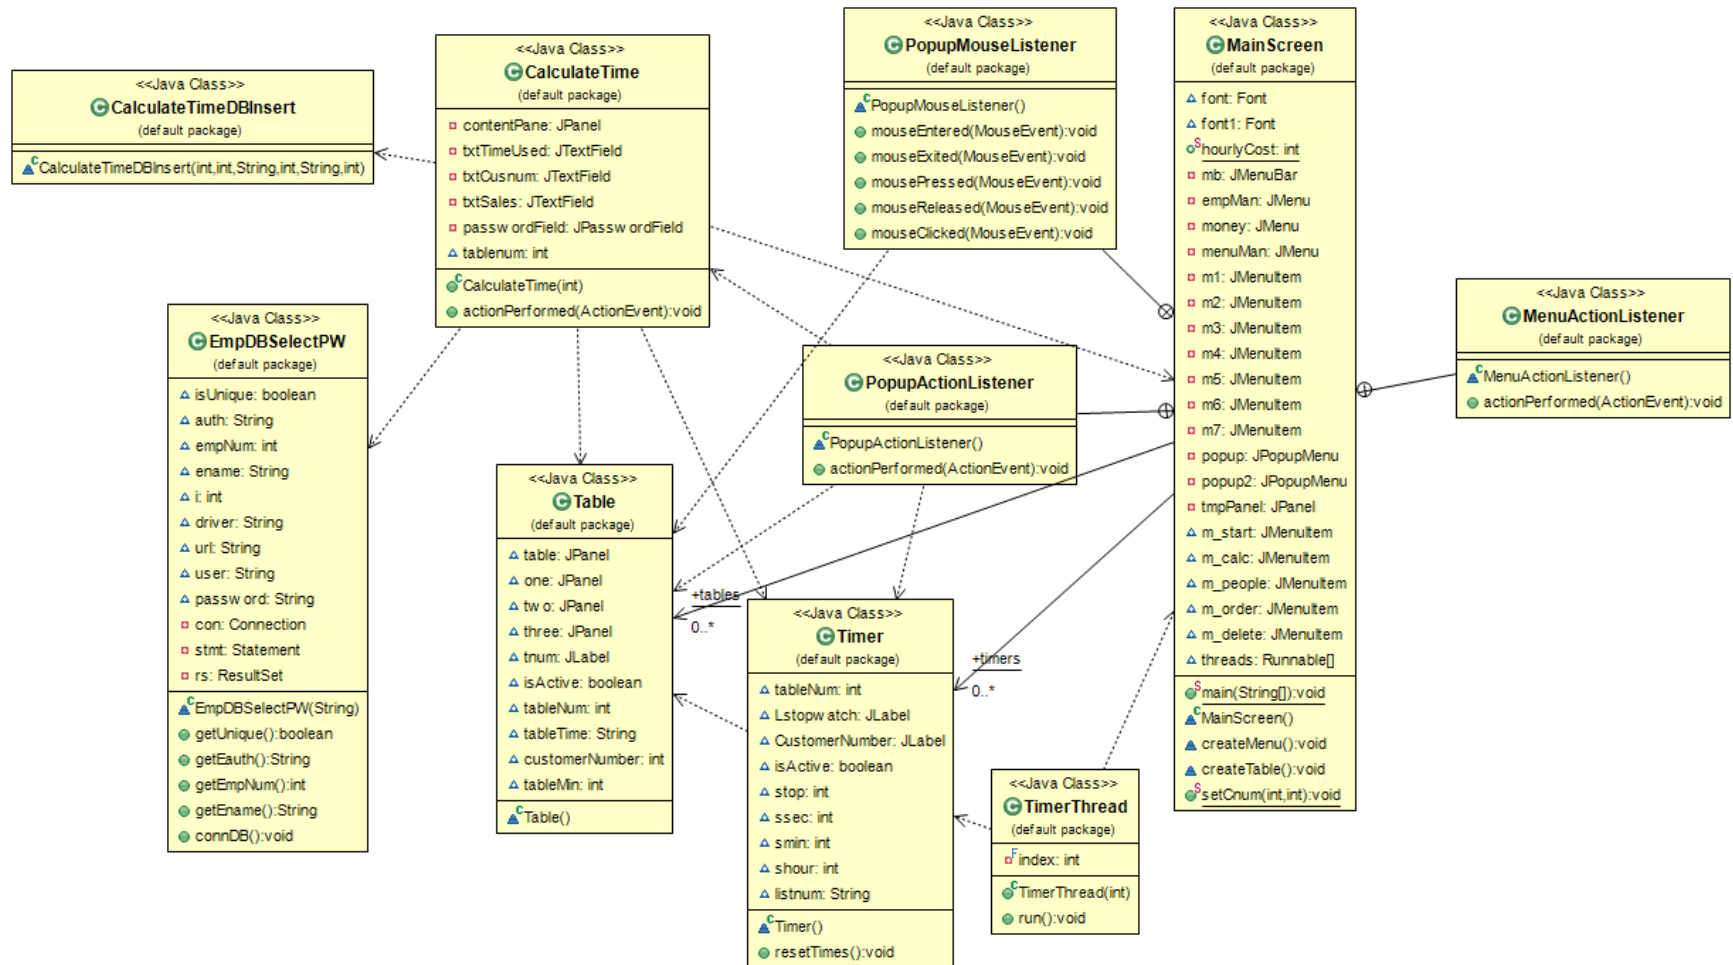 <<Java Class>>
CalculateTimeDBInsert
(default package)
CalculateTimeDBInsert(int,int,String,int,String,int)
<<Java Class>>
CalculateTime
(default package)
contentPane: JPanel
txtTimeUsed: JTextField
txtCusnum: JTextField
txtSales: JTextField
passwordField: JPasswordField
tablenum: int
CalculateTime(int)
actionPerformed(ActionEvent):void
<<Java Class>>
PopupMouseListener
(default package)
PopupMouseListener()
mouseEntered(MouseEvent):void
mouseExited(MouseEvent):void
mousePressed(MouseEvent):void
mouseReleased(MouseEvent):void
mouseClicked(MouseEvent):void
<<Java Class>>
MainScreen
(default package)
font: Font
font1: Font
hourlyCost: int
mb: JMenuBar
empMan: JMenu
money: JMenu
menuMan: JMenu
m1: JMenuItem
m2: JMenuItem
m3: JMenuItem
m4: JMenuItem
m5: JMenuItem
m6: JMenuItem
m7: JMenuItem
popup: JPopupMenu
popup2: JPopupMenu
tmpPanel: JPanel
m_start: JMenuItem
m_calc: JMenuItem
m_people: JMenuItem
m_order: JMenuItem
m_delete: JMenuItem
threads: Runnable[]
main(String[]):void
MainScreen()
createMenu():void
createTable():void
setCnum(int,int):void
<<Java Class>>
MenuActionListener
(default package)
MenuActionListener()
actionPerformed(ActionEvent):void
<<Java Class>>
EmpDBSelectPW
(default package)
isUnique: boolean
auth: String
empNum: int
ename: String
i: int
driver: String
url: String
user: String
password: String
con: Connection
stmt: Statement
rs: ResultSet
EmpDBSelectPW(String)
getUnique():boolean
getEauth():String
getEmpNum():int
getEname():String
connDB():void
<<Java Class>>
PopupActionListener
(default package)
PopupActionListener()
actionPerformed(ActionEvent):void
<<Java Class>>
Table
(default package)
table: JPanel
one: JPanel
two: JPanel
three: JPanel
tnum: JLabel
isActive: boolean
tableNum: int
tableTime: String
customerNumber: int
tableMin: int
Table()
+tables
0..*
<<Java Class>>
Timer
(default package)
tableNum: int
Lstopwatch: JLabel
CustomerNumber: JLabel
isActive: boolean
stop: int
ssec: int
smin: int
shour: int
listnum: String
Timer()
resetTimes():void
+timers
0..*
<<Java Class>>
TimerThread
(default package)
index: int
TimerThread(int)
run():void